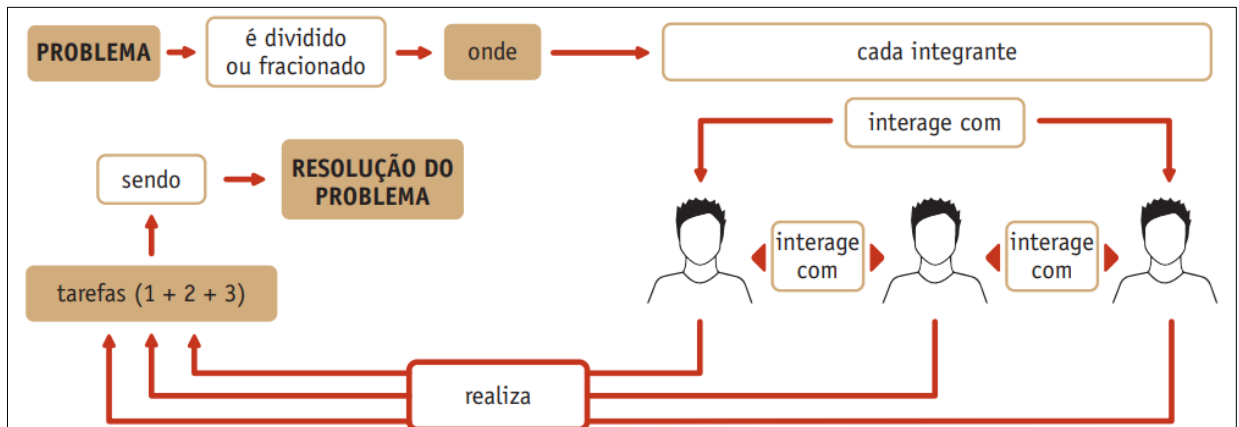 PROBLEMA
é dividido
ou fracionado
onde
cada integrante
interage com
interage
com
interage
com
realiza
tarefas (1 + 2 + 3)
sendo
RESOLUÇÃO DO
PROBLEMA